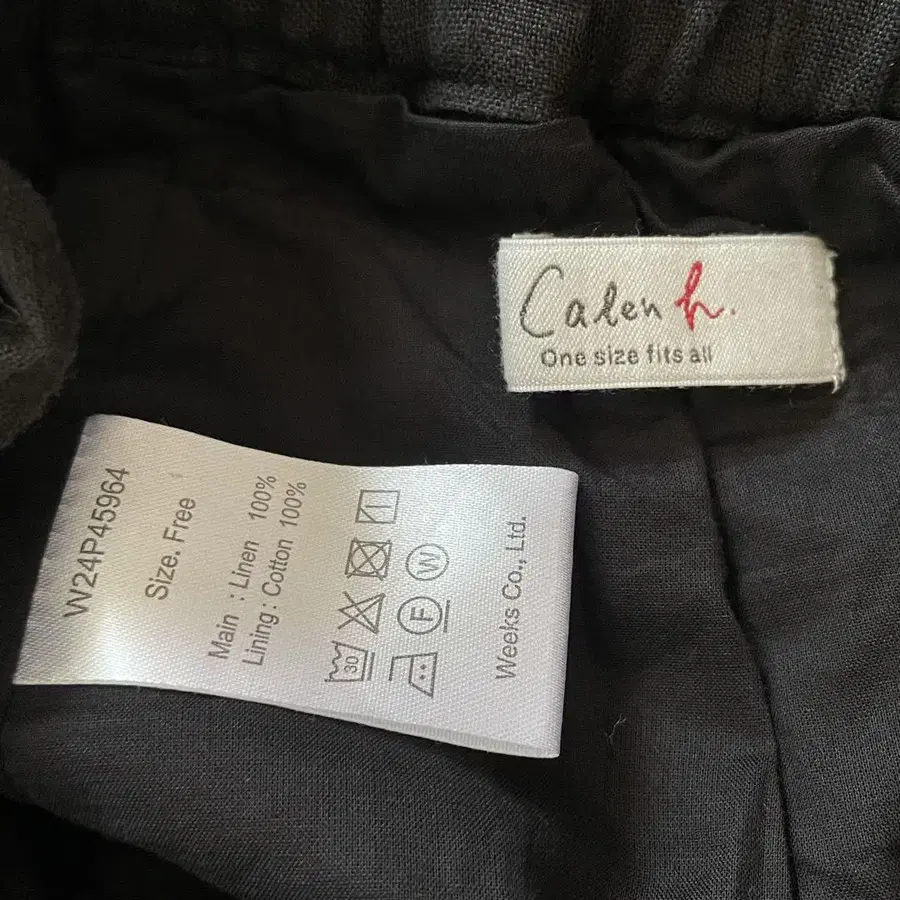 Calen h.
One size fits all
W24P45964
Size. Free
Main : Linen 100%
Lining : Cotton 100%
30
F W
Weeks Co., Ltd.